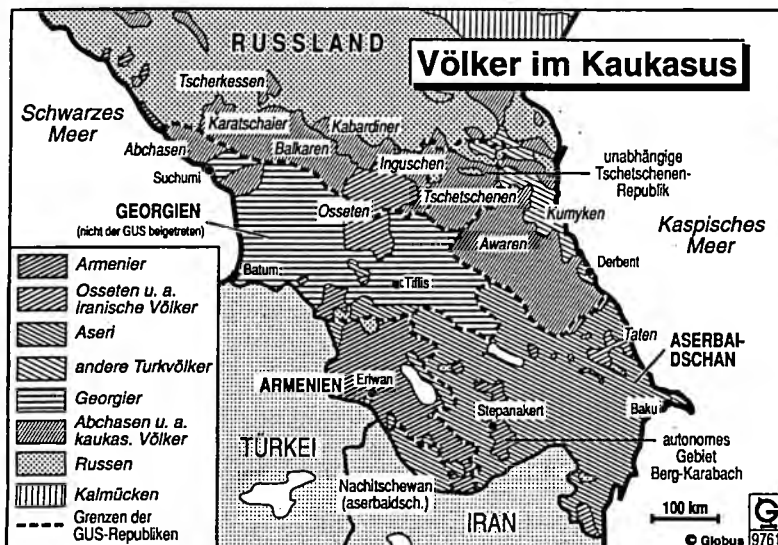 Völker im Kaukasus
RUSSLAND
Tscherkessen
Schwarzes
Meer
Karatschaier
Kabardiner
Abchasen
Balkaren
Inguschen
unabhängige
Tschetschenen-
Republik
Suchumi
Tschetschenen
Osseten
Kumyken
GEORGIEN
(nicht der GUS beigetreten)
Kaspisches
Meer
Awaren
Derbent
Batum
Tiflis
Taten
ASERBAI-
DSCHAN
ARMENIEN
Eriwan
Stepanakert
Baku
TÜRKEI
autonomes
Gebiet
Berg-Karabach
Nachitschewan
(aserbaidsch.)
IRAN
100 km
Armenier
Osseten u. a.
iranische Völker
Aseri
andere Turkvölker
Georgier
Abchasen u. a.
kaukas. Völker
Russen
Kalmücken
Grenzen der
GUS-Republiken
G
© Globus 9761